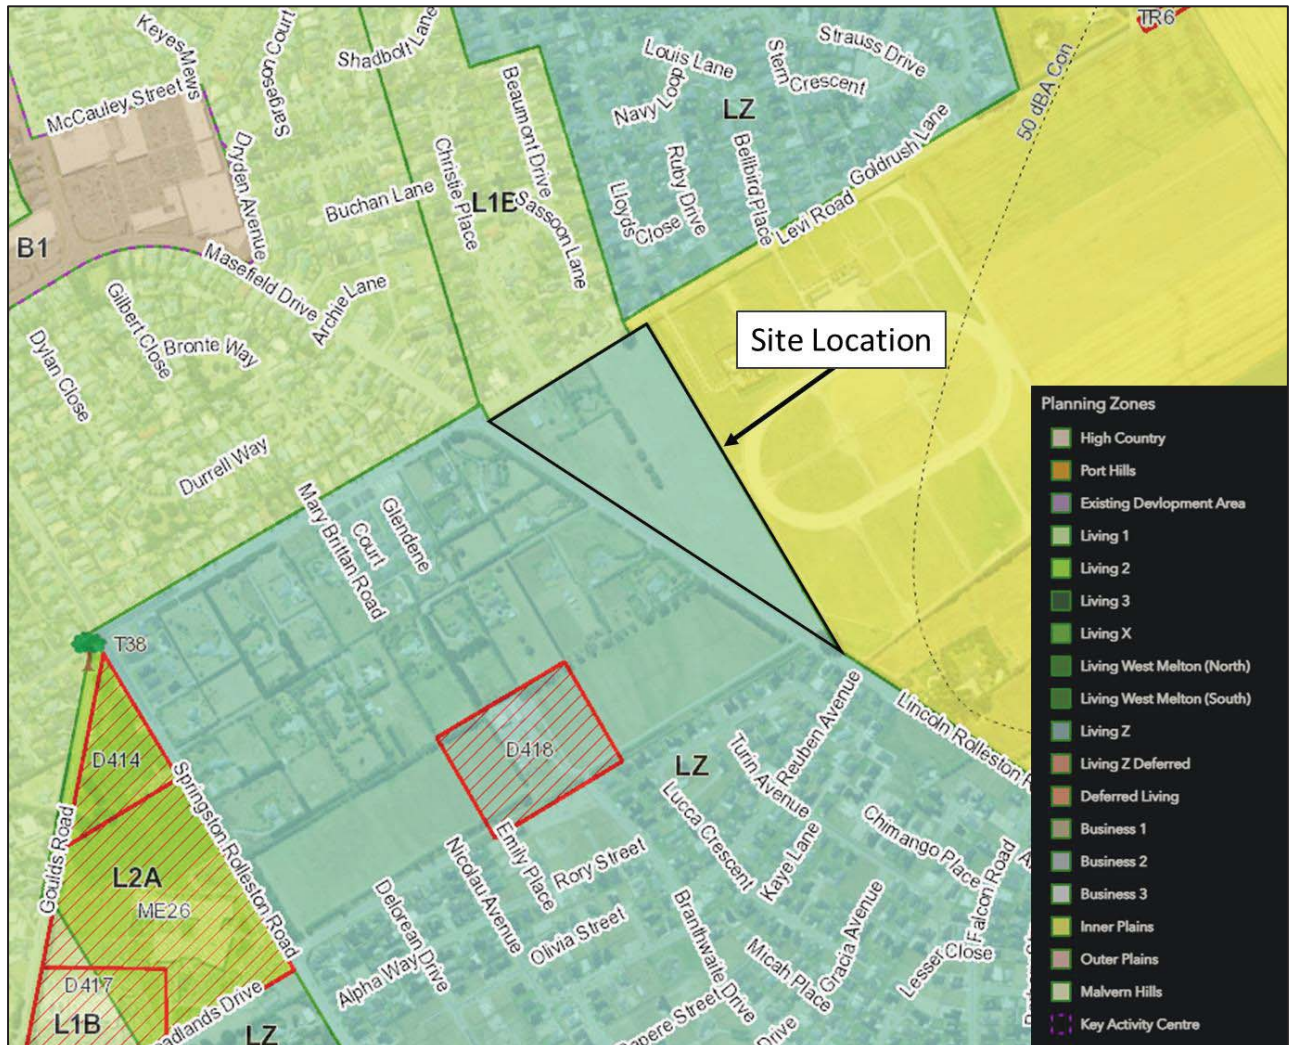 TR6
Keyes Mews
Sargeson Court
Shadbolt Lane
Louis Lane
Stern
Crescent
Strauss Drive
50 dBA Con
McCauley Street
Navy Loop
LZ
Beaumont Drive
Dryden Avenue
Christie Place
Buchan Lane
L1E
Sassoon Lane
Lloyds
Close
Ruby Drive
Bellbird Place
Goldrush Lane
Levi Road
B1
Masefield Drive
Archie Lane
Gilbert Close
Bronte Way
Dylan Close
Site Location
Durrell Way
Mary Brittan Road
Court
Glendene
T38
D414
Springston Rolleston Road
Goulds Road
L2A
ME26
D417
L1B
adlands Drive
LZ
D418
LZ
Reuben Avenue
Turin Avenue
Lucca Crescent
Kaye Lane
Lincoln Rolleston R
Chimango Place
Falcon Road
Lesser Close
Emily Place
Rory Street
Nicolau Avenue
Olivia Street
Delorean Drive
Alpha Way
Branthwaite Drive
Micah Place
Gracia Avenue
apere Street
Drive
Planning Zones
High Country
Port Hills
Existing Devlopment Area
Living 1
Living 2
Living 3
Living X
Living West Melton (North)
Living West Melton (South)
Living Z
Living Z Deferred
Deferred Living
Business 1
Business 2
Business 3
Inner Plains
Outer Plains
Malvern Hills
Key Activity Centre